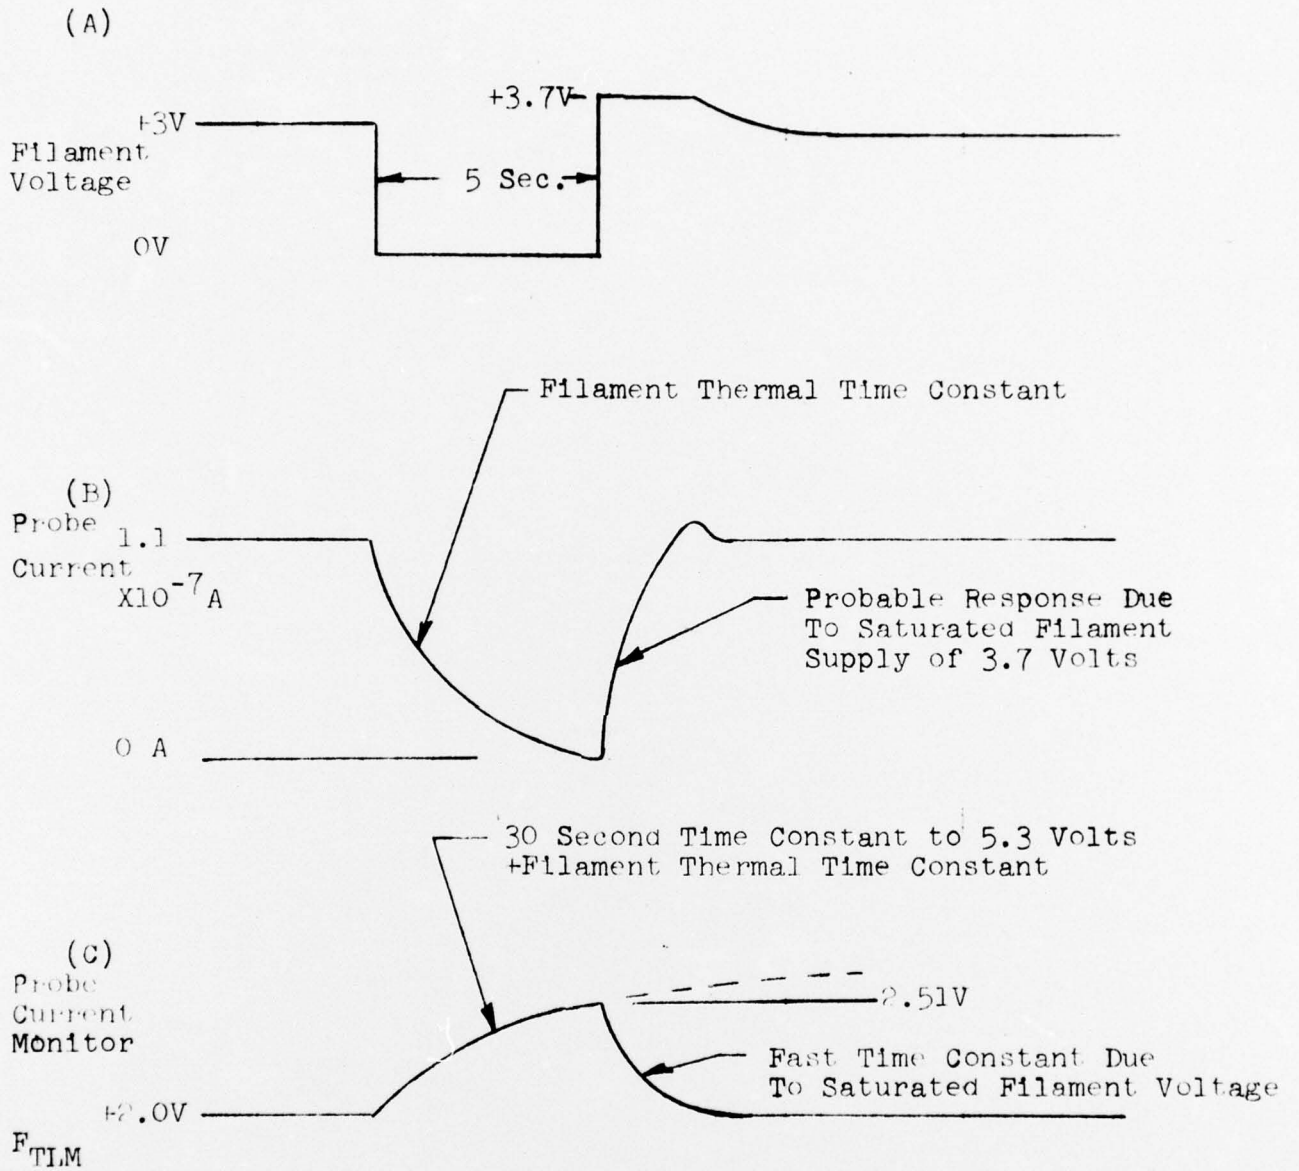 (A)
+3.7V
+3V
Filament
Voltage
5 Sec.
0V
Filament Thermal Time Constant
(B)
Probe
1.1
Current
X10-7A
Probable Response Due
To Saturated Filament
Supply of 3.7 Volts
0 A
30 Second Time Constant to 5.3 Volts
+Filament Thermal Time Constant
(C)
Probe
Current
Monitor
2.51V
Fast Time Constant Due
To Saturated Filament Voltage
+2.0V
FTLM